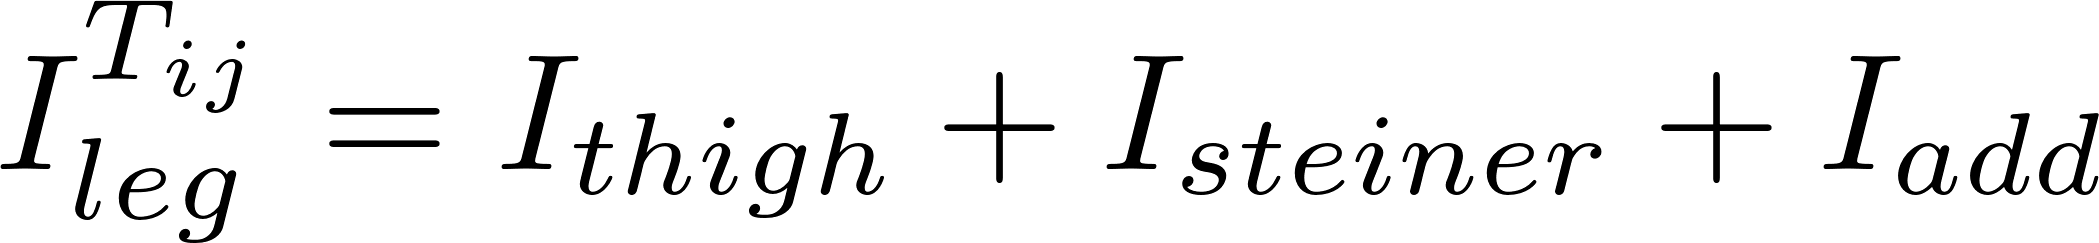 I_{leg}^{T_{ij}} = I_{thigh} + I_{steiner} + I_{add}